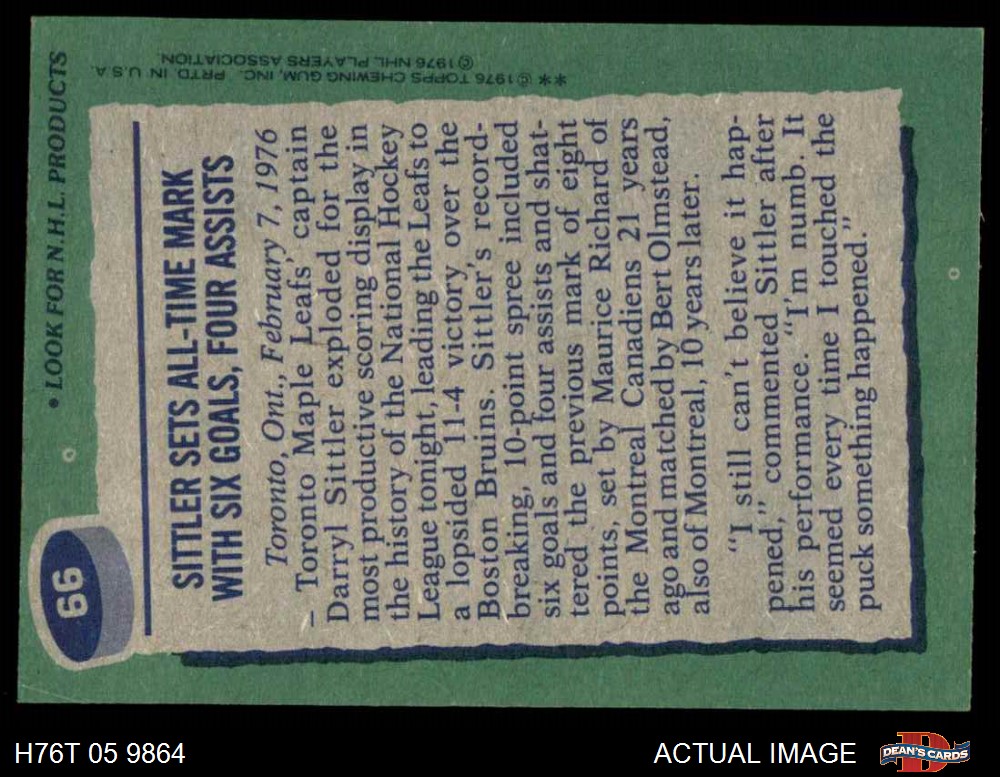 • LOOK FOR N.H.L. PRODUCTS
66
SITTLER SETS ALL-TIME MARK
WITH SIX GOALS, FOUR ASSISTS
Toronto, Ont., February 7, 1976
— Toronto Maple Leafs' captain
Darryl Sittler exploded for the
most productive scoring display in
the history of the National Hockey
League tonight, leading the Leafs to
a lopsided 11-4 victory over the
Boston Bruins. Sittler's record-
breaking, 10-point spree included
six goals and four assists and shat-
tered the previous mark of eight
points, set by Maurice Richard of
the Montreal Canadiens 21 years
ago and matched by Bert Olmstead,
also of Montreal, 10 years later.
"I still can't believe it hap-
pened," commented Sittler after
his performance. "I'm numb. It
seemed every time I touched the
puck something happened."
** © 1976 TOPPS CHEWING GUM, INC. PRTD. IN U.S.A.
© 1976 NHL PLAYERS ASSOCIATION.
H76T 05 9864
ACTUAL IMAGE
DEAN'S CARDS